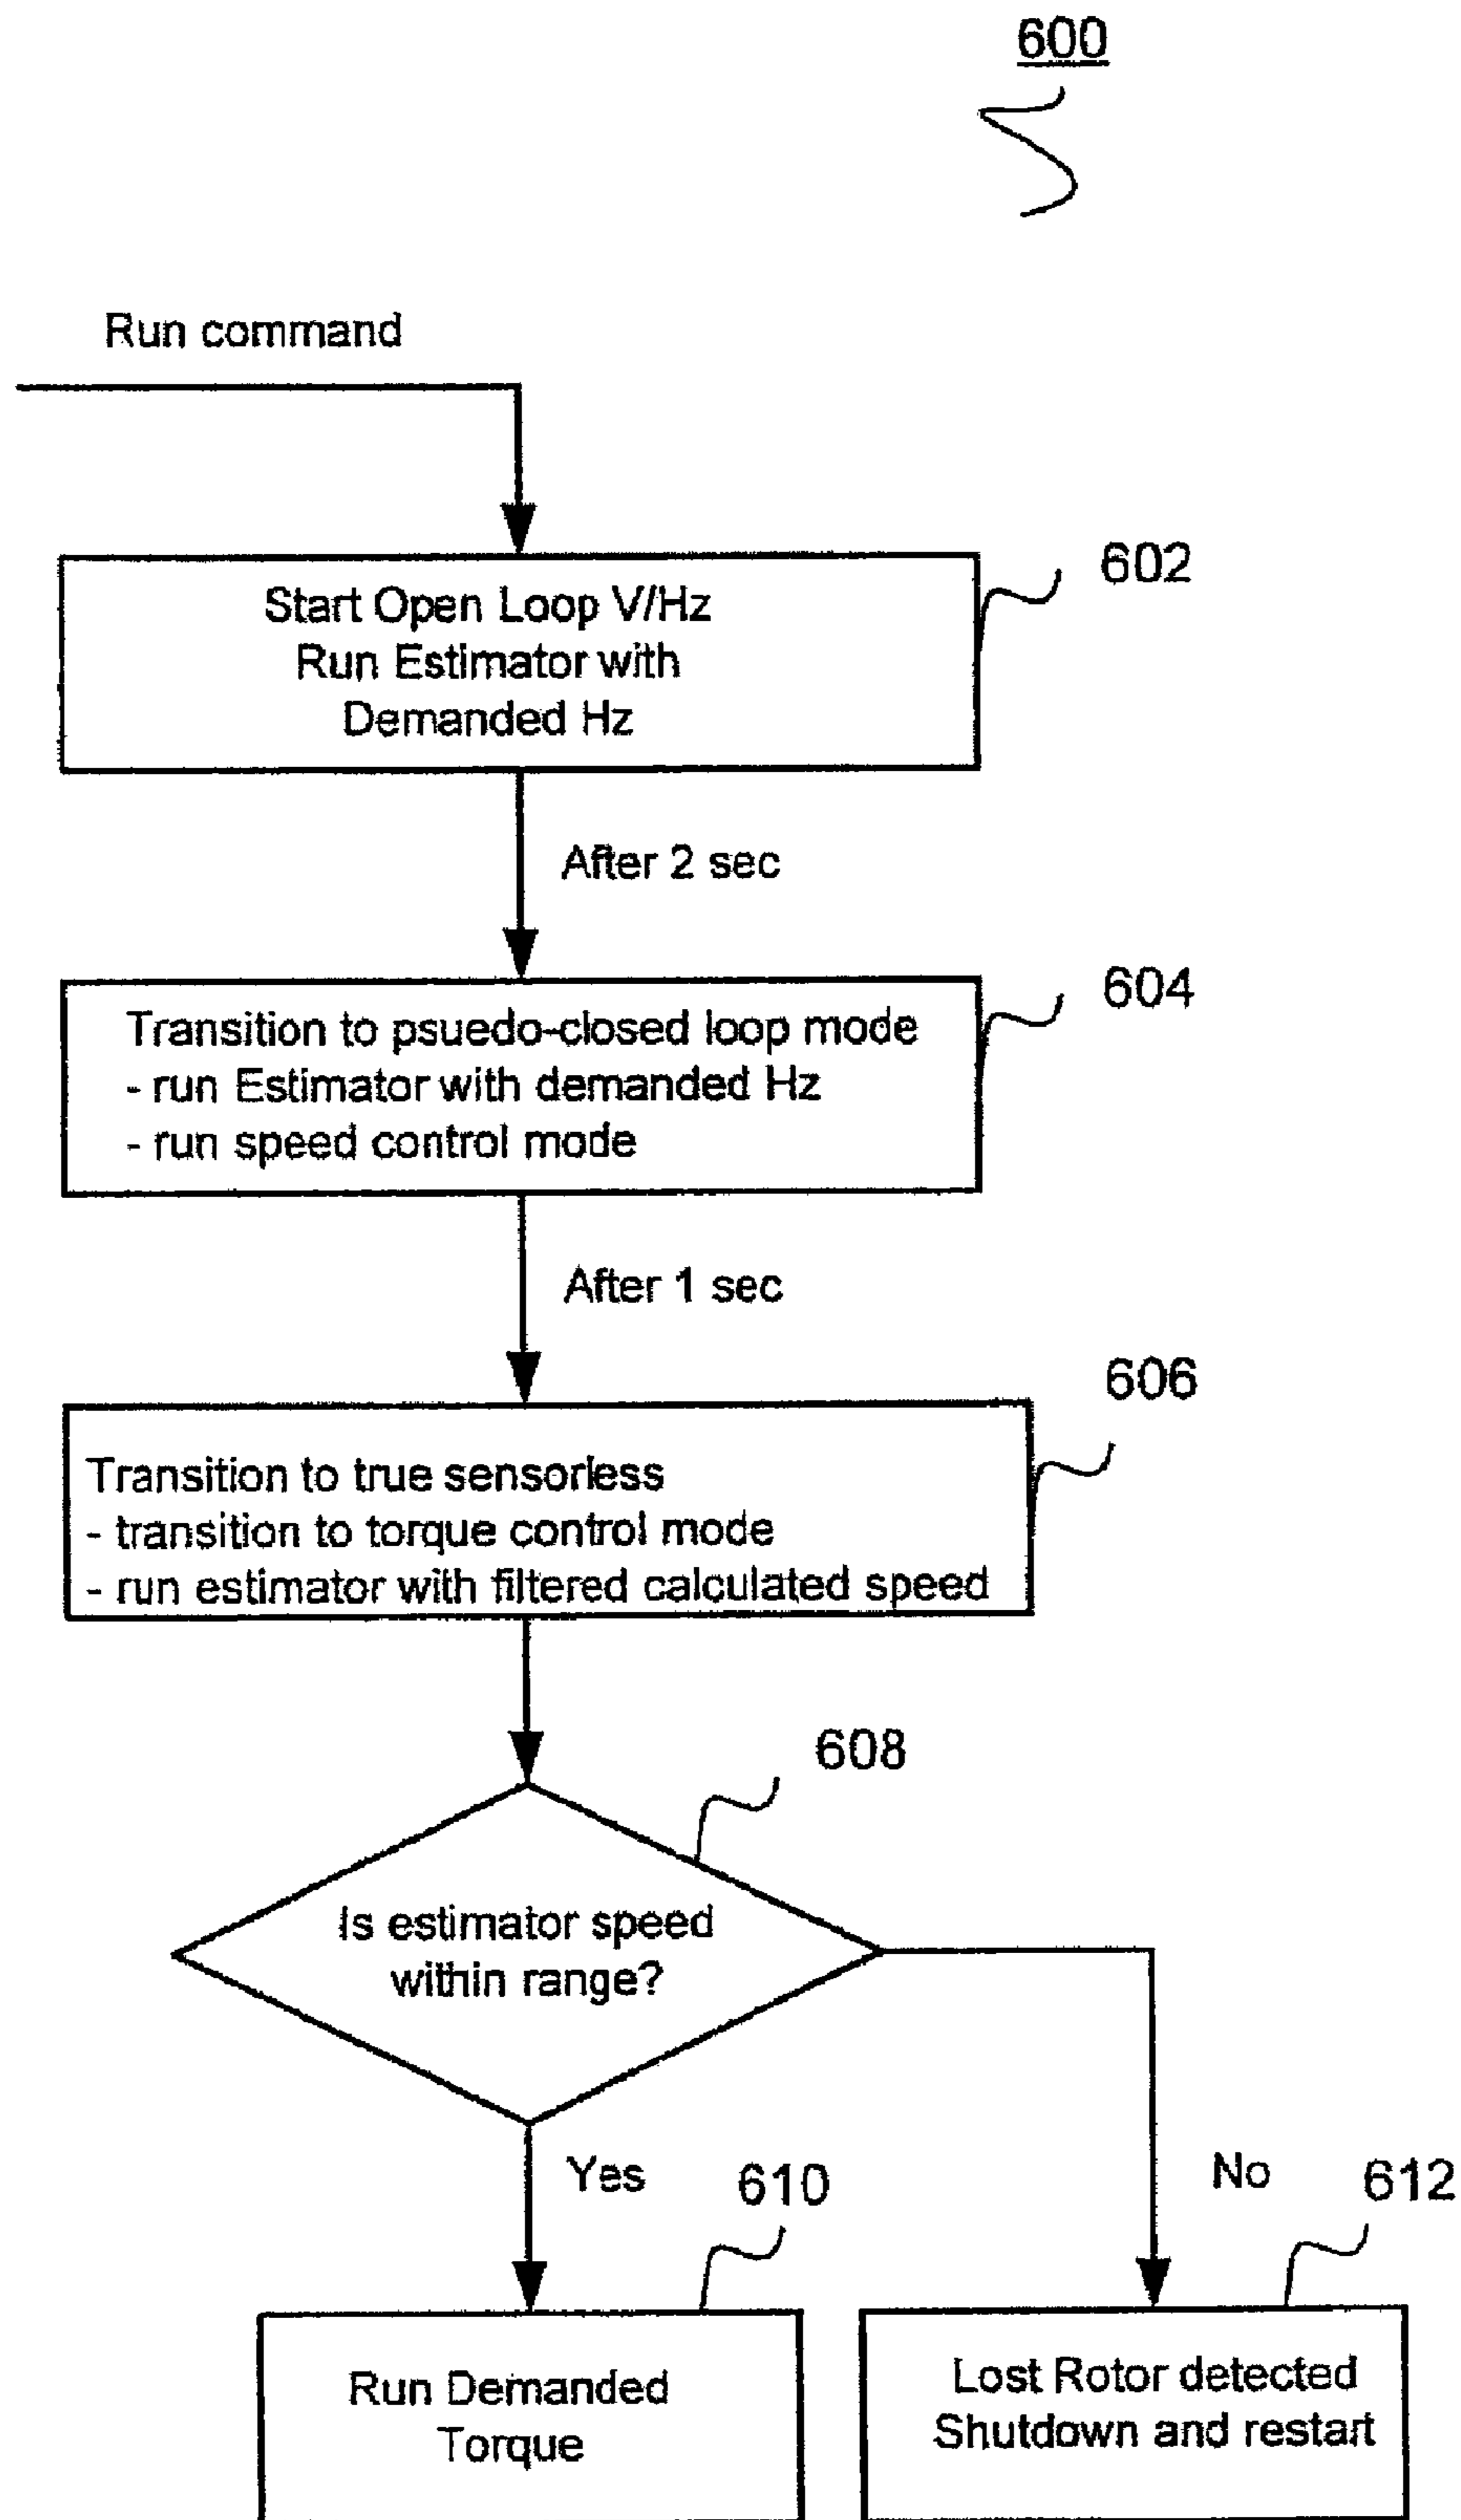 600
Run command
602
Start Open Loop V/Hz
Run Estimator with
Demanded Hz
After 2 sec
604
Transition to psuedo-closed loop mode
- run Estimator with demanded Hz
- run speed control mode
After 1 sec
606
Transition to true sensorless
- transition to torque control mode
- run estimator with filtered calculated speed
608
Is estimator speed
within range?
Yes
610
No
612
Run Demanded
Torque
Lost Rotor detected
Shutdown and restart